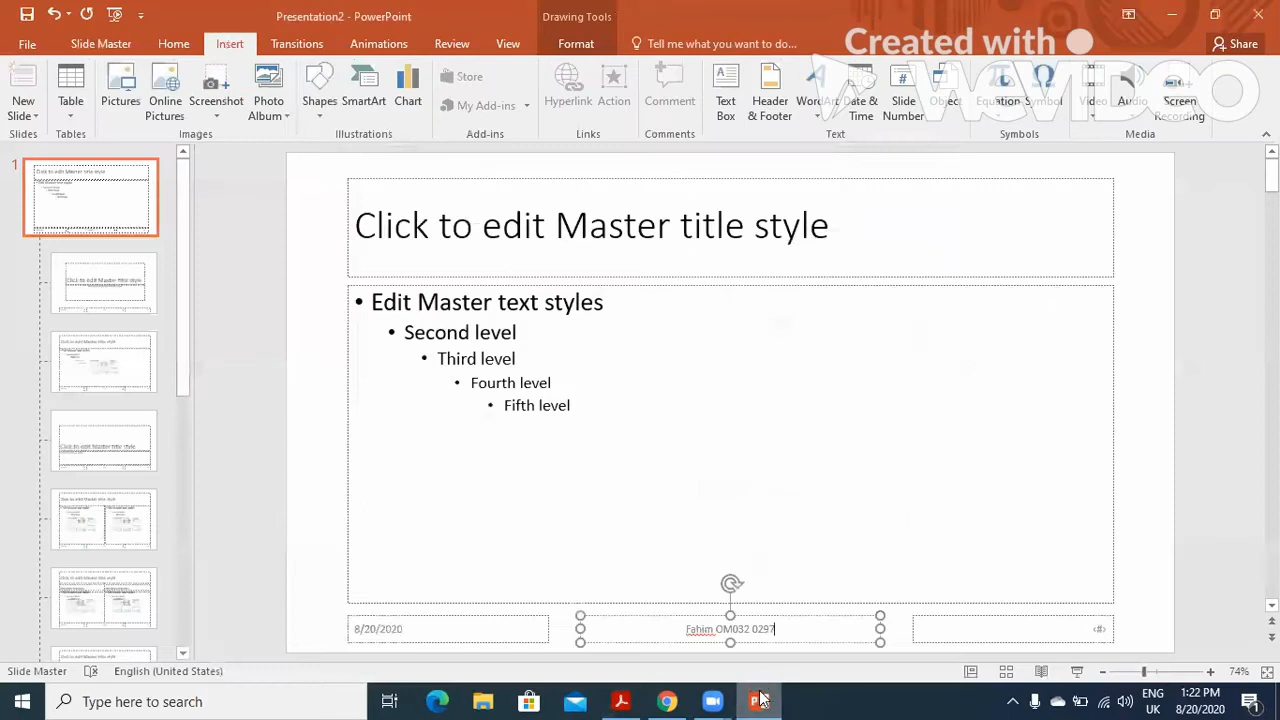 Presentation2 - PowerPoint
Drawing Tools
File
Slide Master
Home
Insert
Transitions
Animations
Review
View
Format
Tell me what you want to do...
Share
Created with
WEVIDEO
New Slide
Table
Pictures
Online Pictures
Screenshot
Photo Album
Shapes
SmartArt
Chart
Store
My Add-ins
Hyperlink
Action
Comment
Text Box
Header & Footer
WordArt
Date & Time
Slide Number
Object
Equation
Symbol
Video
Audio
Screen Recording
Slides
Tables
Images
Illustrations
Add-ins
Links
Comments
Text
Symbols
Media
1
Click to edit Master title style
• Edit Master text styles
• Second level
• Third level
• Fourth level
• Fifth level
8/20/2020
Fahim OM032 0297
‹#›
Slide Master
English (United States)
74%
Type here to search
ENG
UK
1:22 PM
8/20/2020